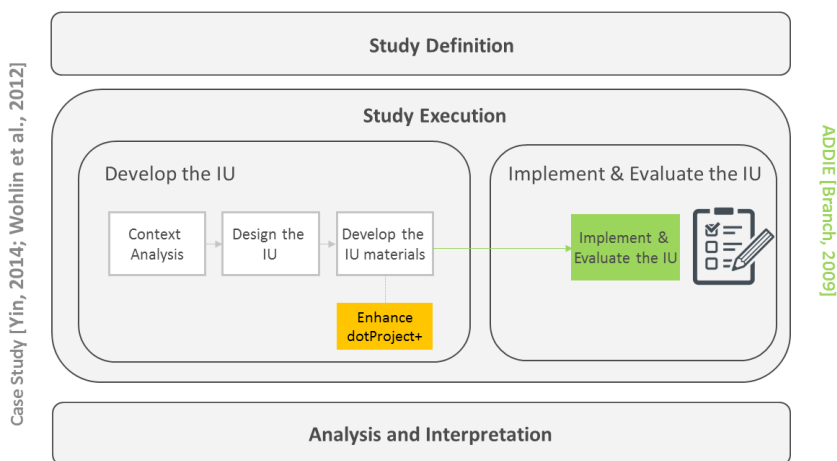 Study Definition
Case Study [Yin, 2014; Wohlin et al., 2012]
Study Execution
Develop the IU
Context
Analysis
Design the
IU
Develop the
IU materials
Enhance
dotProject+
Implement & Evaluate the IU
Implement &
Evaluate the IU
ADDIE [Branch, 2009]
Analysis and Interpretation